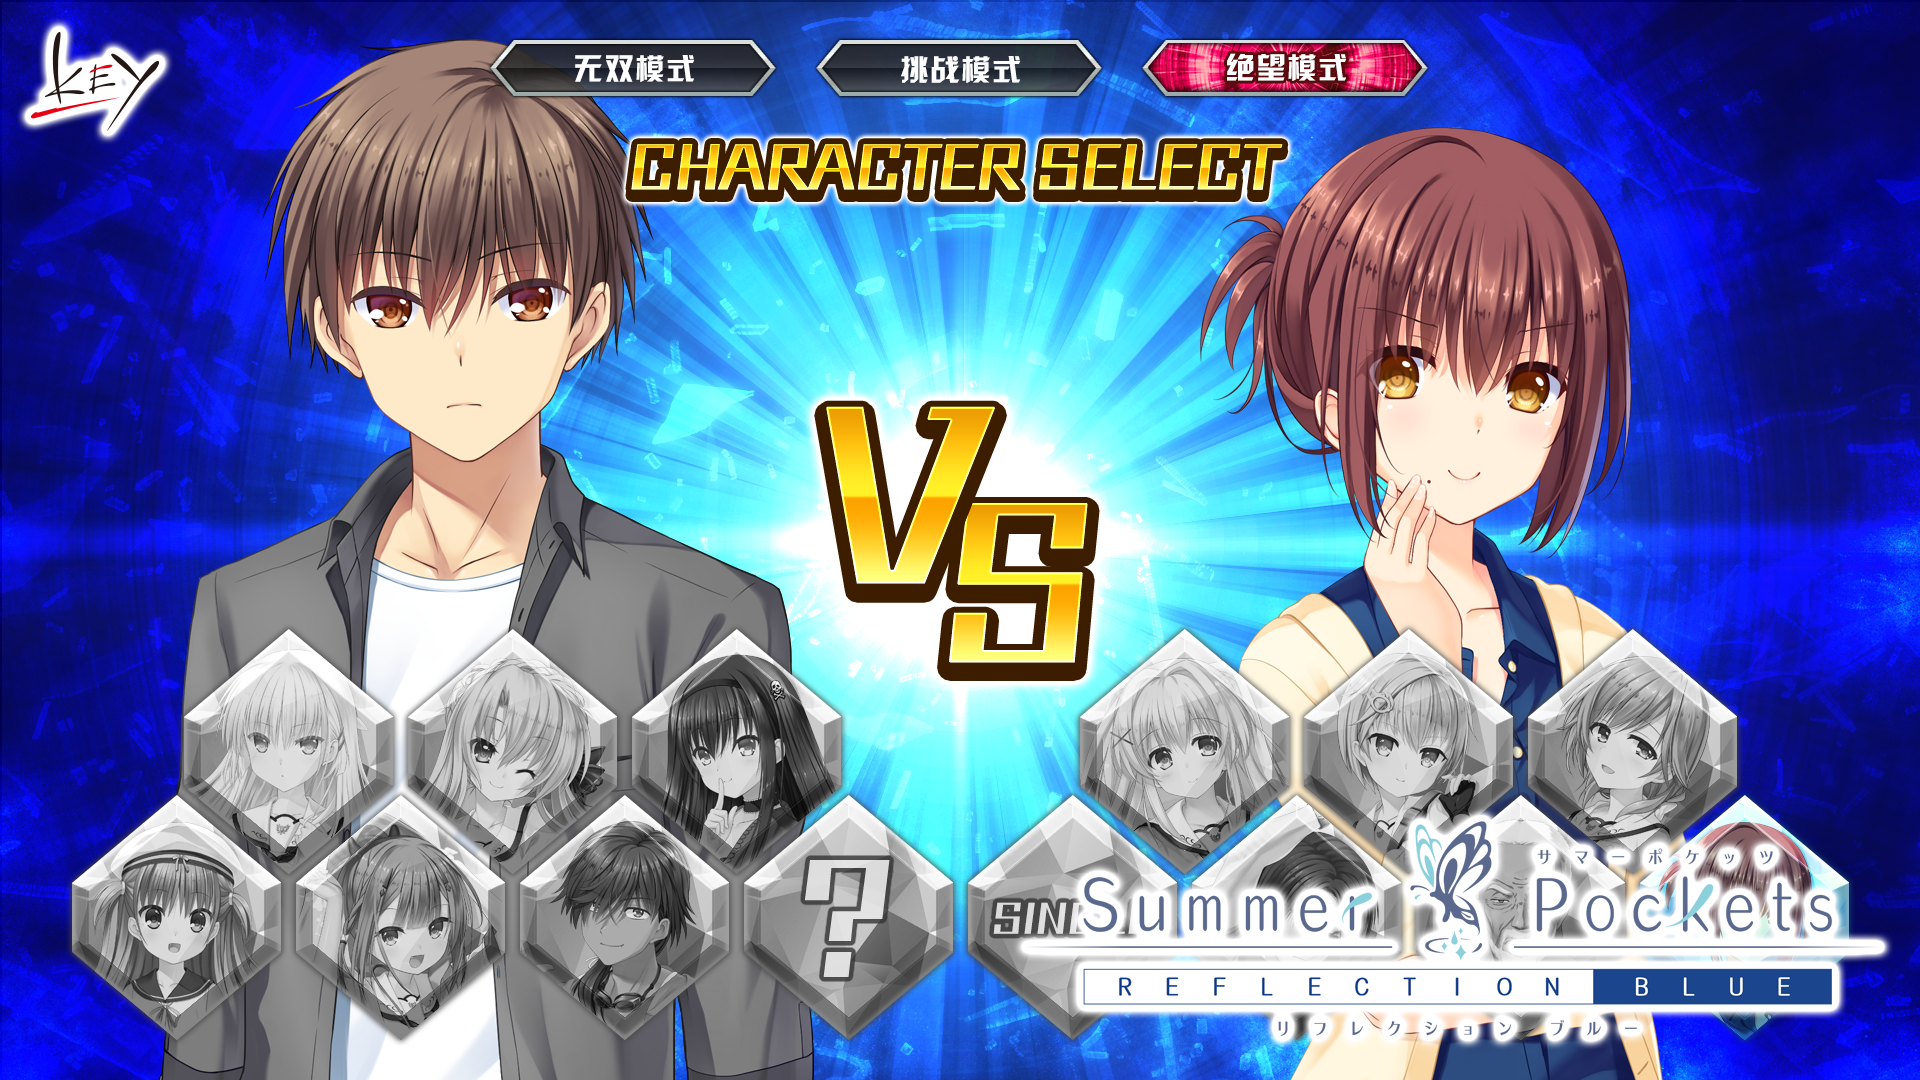 KEY
无双模式
挑战模式
绝望模式
CHARACTER SELECT
VS
?
サマーポケッツ
Summer Pockets
REFLECTION BLUE
リフレクション ブルー